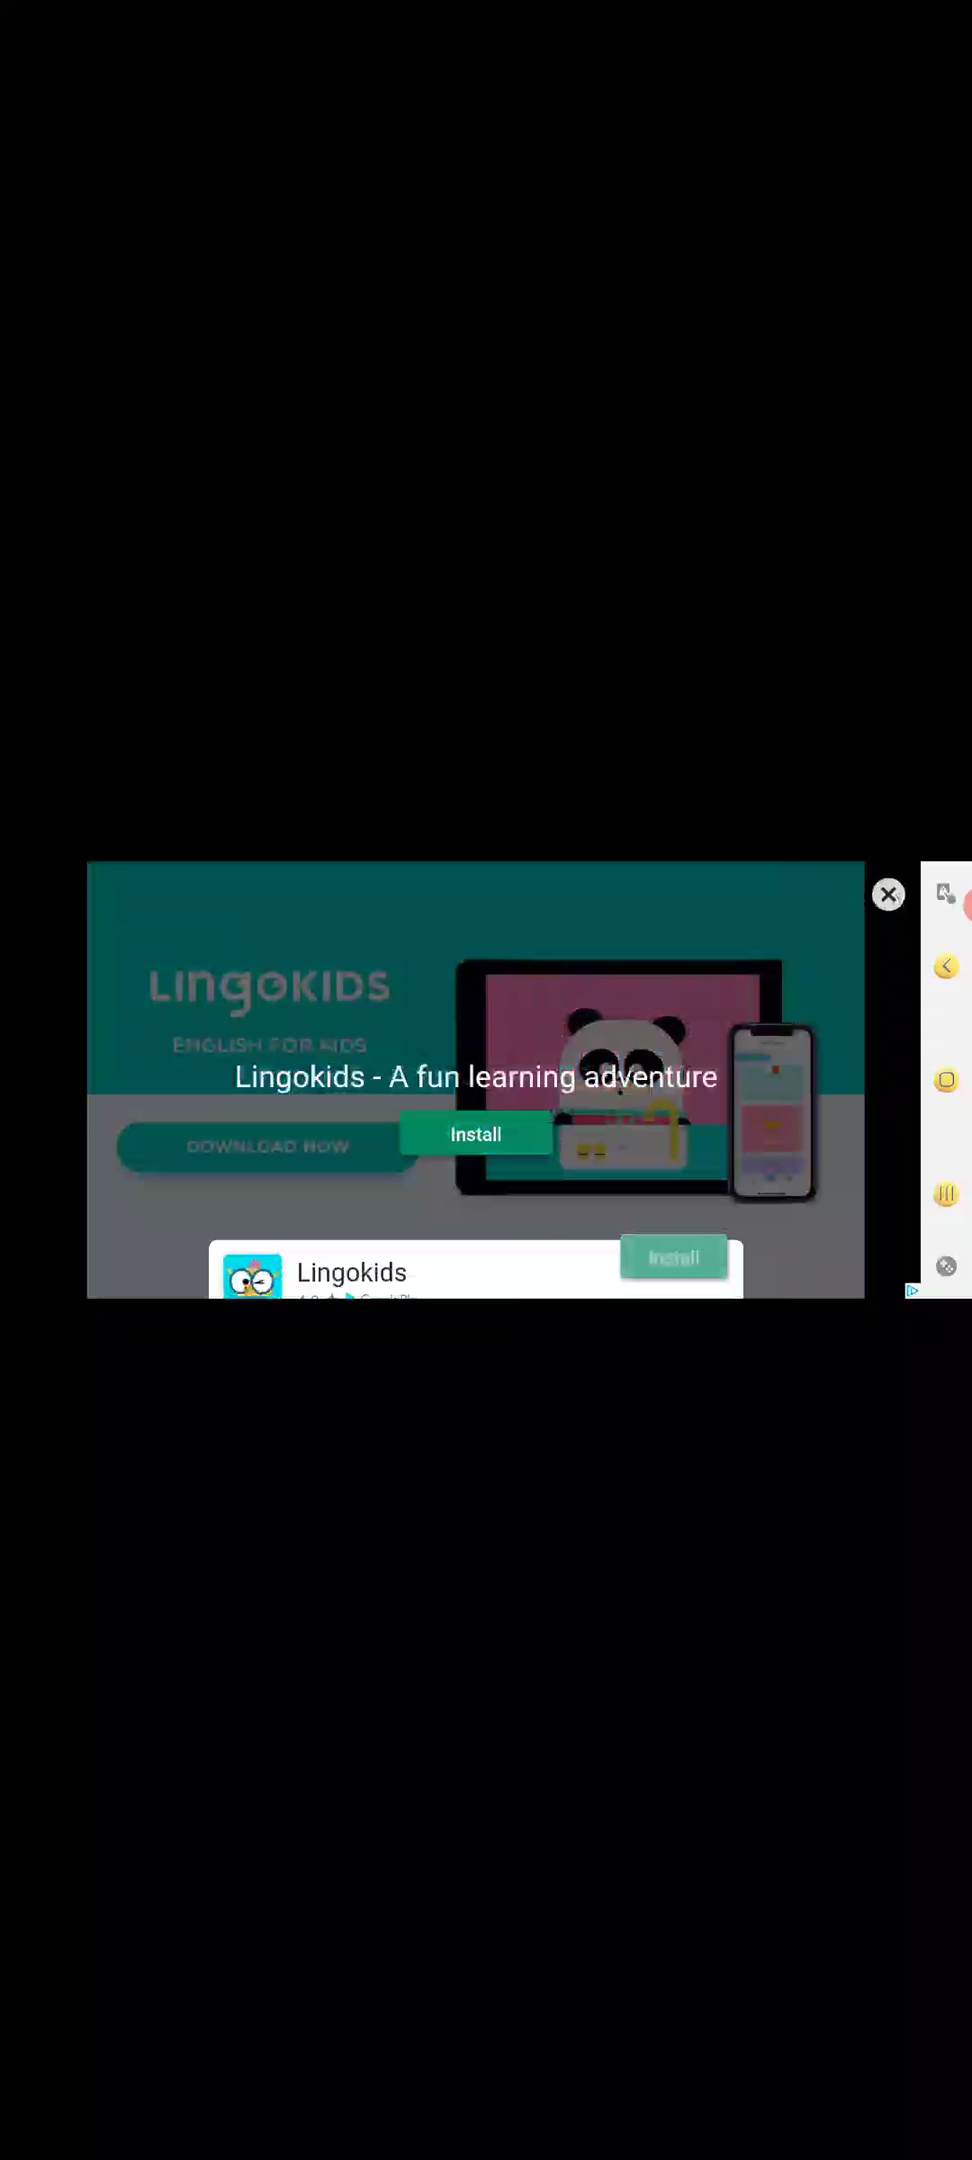 LINGOKIDS
ENGLISH FOR KIDS
Lingokids - A fun learning adventure
Install
DOWNLOAD NOW
Install
Lingokids